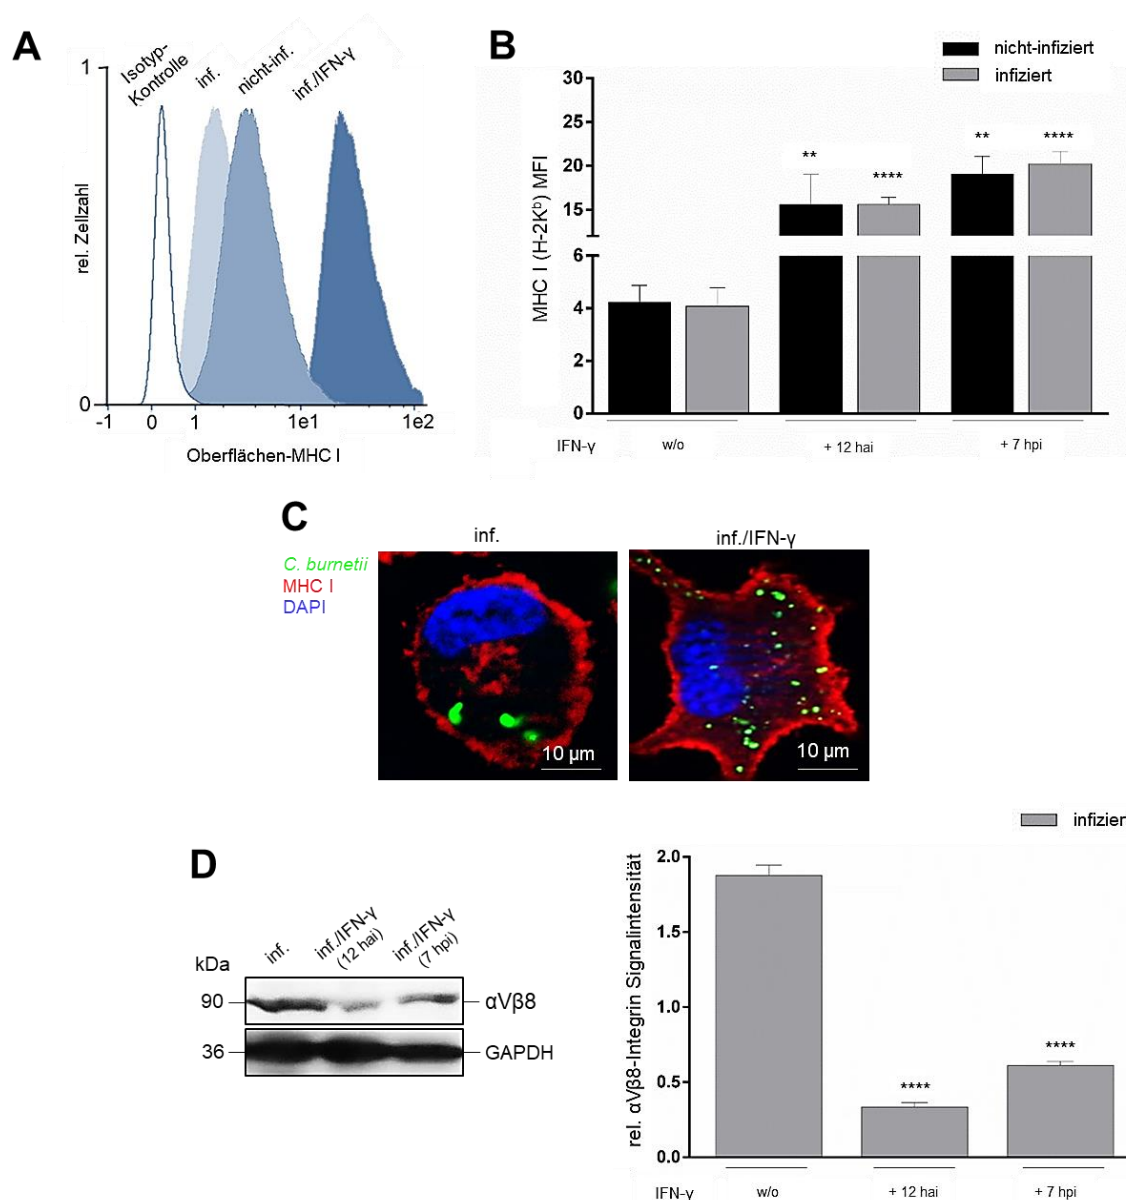 A
Isotyp-
Kontrolle
inf.
nicht-inf.
inf./IFN-γ
1
rel. Zellzahl
0
-1
0
1
1e1
1e2
Oberflächen-MHC I
B
nicht-infiziert
infiziert
MHC I (H-2Kᵇ) MFI
30
25
20
15
6
4
2
0
**
****
**
****
IFN-γ
w/o
+ 12 hai
+ 7 hpi
C
C. burnetii
MHC I
DAPI
inf.
inf./IFN-γ
10 µm
10 µm
D
kDa
inf.
inf./IFN-γ
(12 hai)
inf./IFN-γ
(7 hpi)
90
αVβ8
36
GAPDH
infiziert
rel. αVβ8-Integrin Signalintensität
2.0
1.5
1.0
0.5
0.0
****
****
IFN-γ
w/o
+ 12 hai
+ 7 hpi